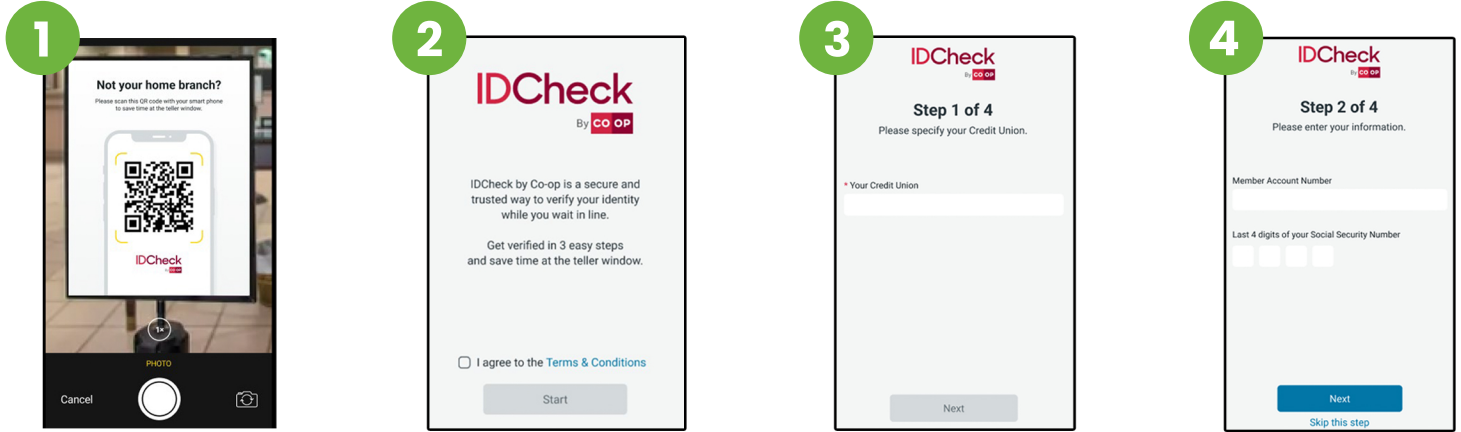 1
Not your home branch?
Please scan this QR code with your smart phone
to save time at the teller window.
IDCheck
By CO OP
1×
PHOTO
Cancel
2
IDCheck
By CO OP
IDCheck by Co-op is a secure and
trusted way to verify your identity
while you wait in line.
Get verified in 3 easy steps
and save time at the teller window.
I agree to the Terms & Conditions
Start
3
IDCheck
By CO OP
Step 1 of 4
Please specify your Credit Union.
* Your Credit Union
Next
4
IDCheck
By CO OP
Step 2 of 4
Please enter your information.
Member Account Number
Last 4 digits of your Social Security Number
Next
Skip this step